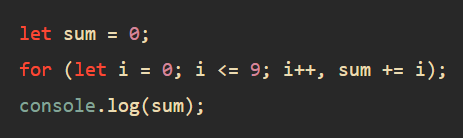 let sum = 0;
for (let i = 0; i <= 9; i++, sum += i);
console.log(sum);